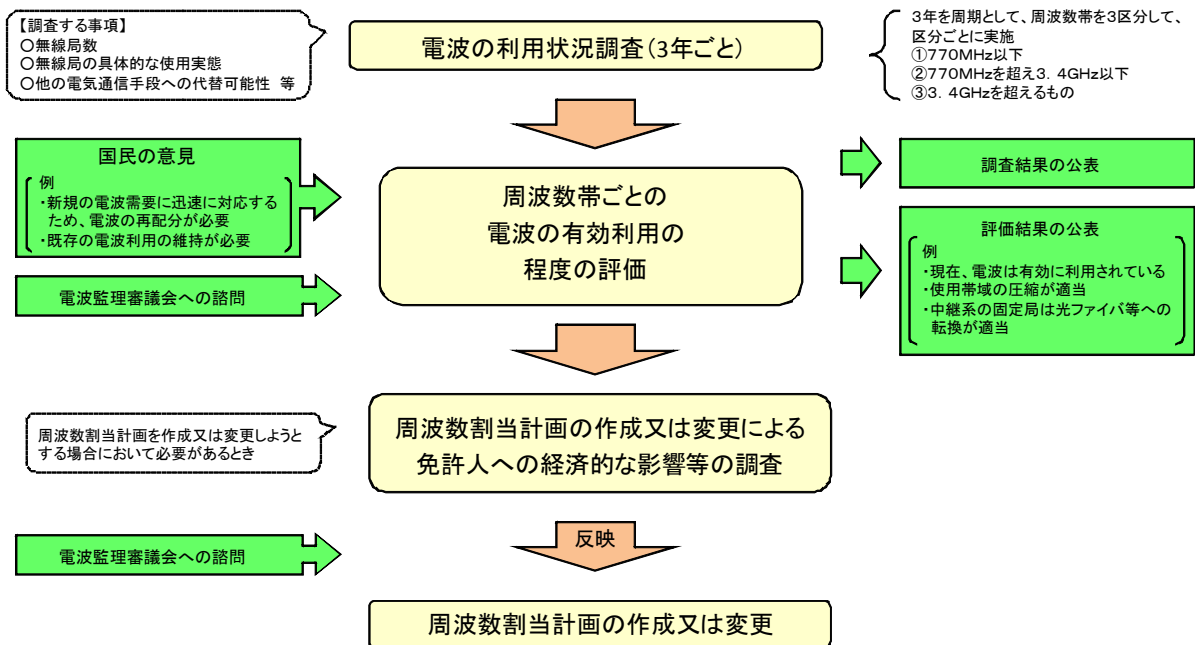 【調査する事項】
○無線局数
○無線局の具体的な使用実態
○他の電気通信手段への代替可能性 等
電波の利用状況調査(3年ごと)
3年を周期として、周波数帯を3区分して、
区分ごとに実施
①770MHz以下
②770MHzを超え3.4GHz以下
③3.4GHzを超えるもの
国民の意見
例
・新規の電波需要に迅速に対応する
ため、電波の再配分が必要
・既存の電波利用の維持が必要
電波監理審議会への諮問
周波数帯ごとの
電波の有効利用の
程度の評価
調査結果の公表
評価結果の公表
例
・現在、電波は有効に利用されている
・使用帯域の圧縮が適当
・中継系の固定局は光ファイバ等への
転換が適当
周波数割当計画を作成又は変更しようと
する場合において必要があるとき
周波数割当計画の作成又は変更による
免許人への経済的な影響等の調査
電波監理審議会への諮問
反映
周波数割当計画の作成又は変更